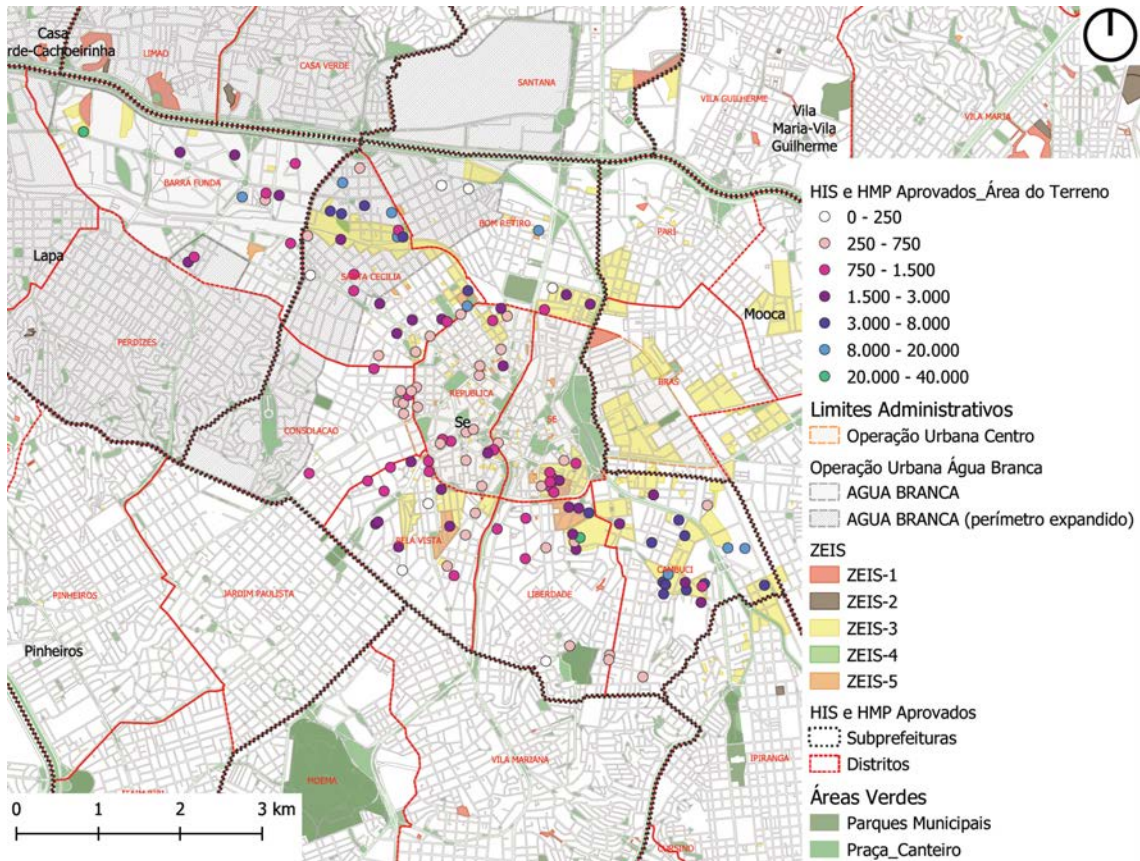 Casa
rde-Cachoeirinha
LIMAO
CASA VERDE
SANTANA
VILA GUILHERME
Vila
Maria-Vila
Guilherme
VILA MARIA
BARRA FUNDA
BOM RETIRO
PARI
Lapa
SANTA CECILIA
Mooca
PERDIZES
BRAS
REPUBLICA
SE
Se
CONSOLACAO
BELA VISTA
CAMBUCI
PINHEIROS
JARDIM PAULISTA
LIBERDADE
Pinheiros
VILA MARIANA
IPIRANGA
MOEMA
ITAIM BIBI
CURSINO
0 1 2 3 km
HIS e HMP Aprovados_Área do Terreno
0 - 250
250 - 750
750 - 1.500
1.500 - 3.000
3.000 - 8.000
8.000 - 20.000
20.000 - 40.000
Limites Administrativos
Operação Urbana Centro
Operação Urbana Água Branca
AGUA BRANCA
AGUA BRANCA (perímetro expandido)
ZEIS
ZEIS-1
ZEIS-2
ZEIS-3
ZEIS-4
ZEIS-5
HIS e HMP Aprovados
Subprefeituras
Distritos
Áreas Verdes
Parques Municipais
Praça_Canteiro